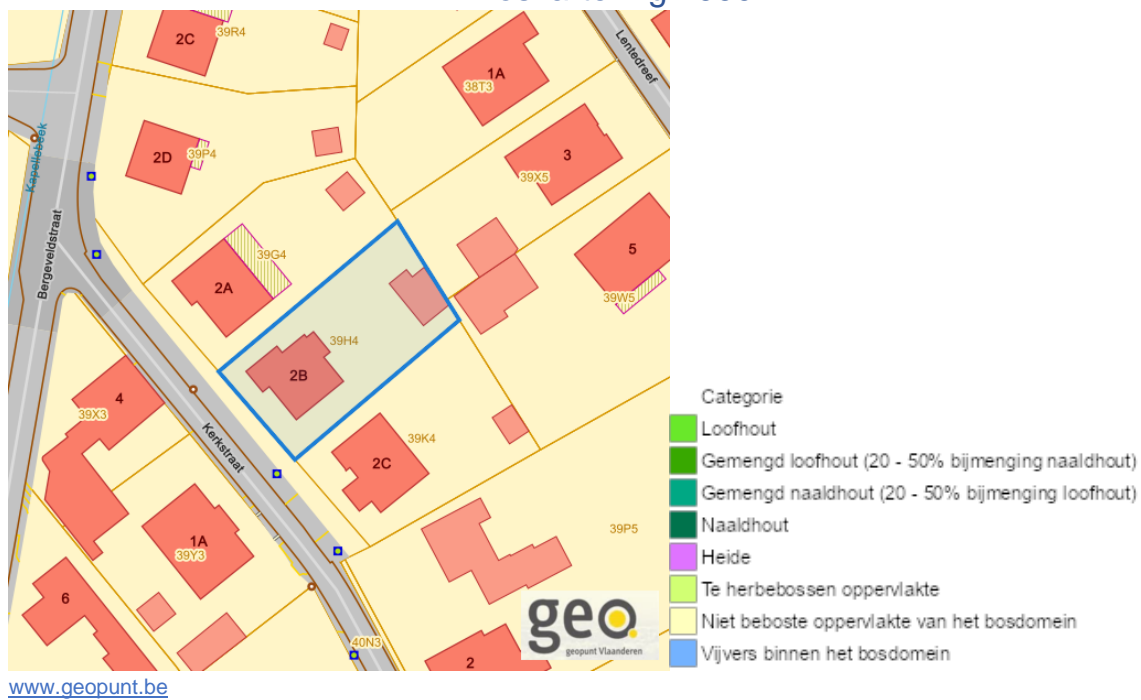 2C
39R4
1A
38T3
Lentedreef
Kapellebeek
2D
39P4
3
39X5
Bergeveldstraat
39G4
2A
5
39W5
39H4
2B
4
39X3
Kerkstraat
39K4
2C
1A
39Y3
39P5
6
40N3
2
geo
geopunt Vlaanderen
Categorie
Loofhout
Gemengd loofhout (20 - 50% bijmenging naaldhout)
Gemengd naaldhout (20 - 50% bijmenging loofhout)
Naaldhout
Heide
Te herbebossen oppervlakte
Niet beboste oppervlakte van het bosdomein
Vijvers binnen het bosdomein
www.geopunt.be